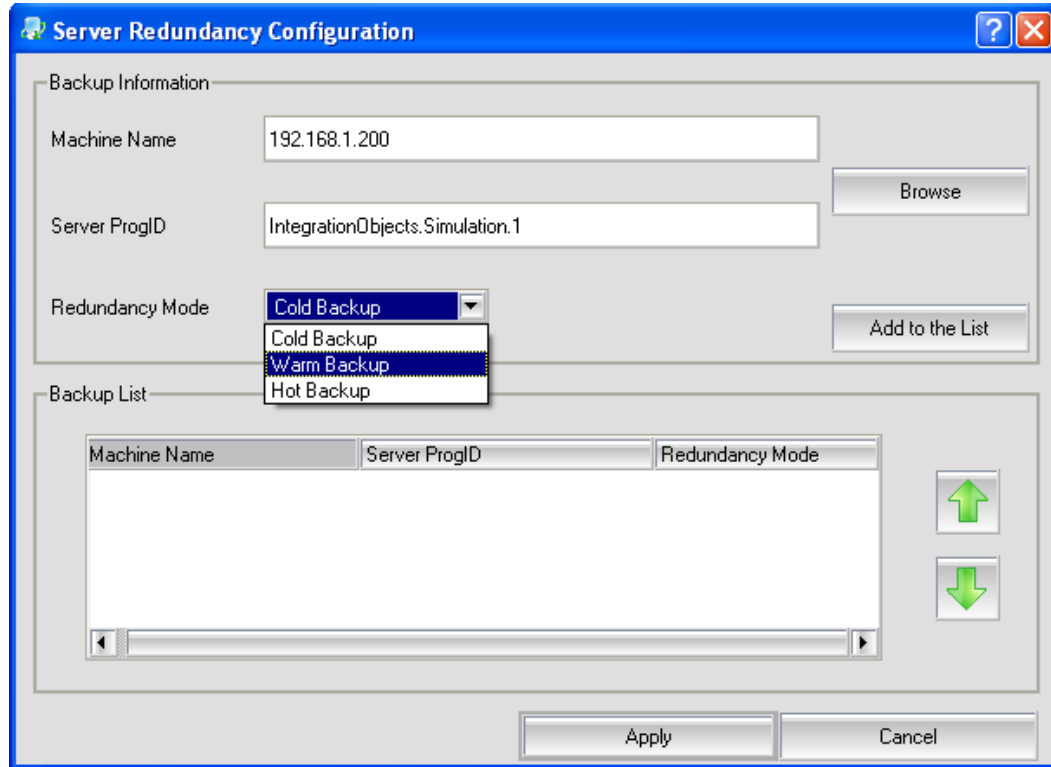 Server Redundancy Configuration
Backup Information
Machine Name 192.168.1.200
Browse
Server ProgID IntegrationObjects.Simulation.1
Redundancy Mode Cold Backup
Add to the List
Cold Backup
Warm Backup
Hot Backup
Backup List
Machine Name Server ProgID Redundancy Mode
Apply Cancel